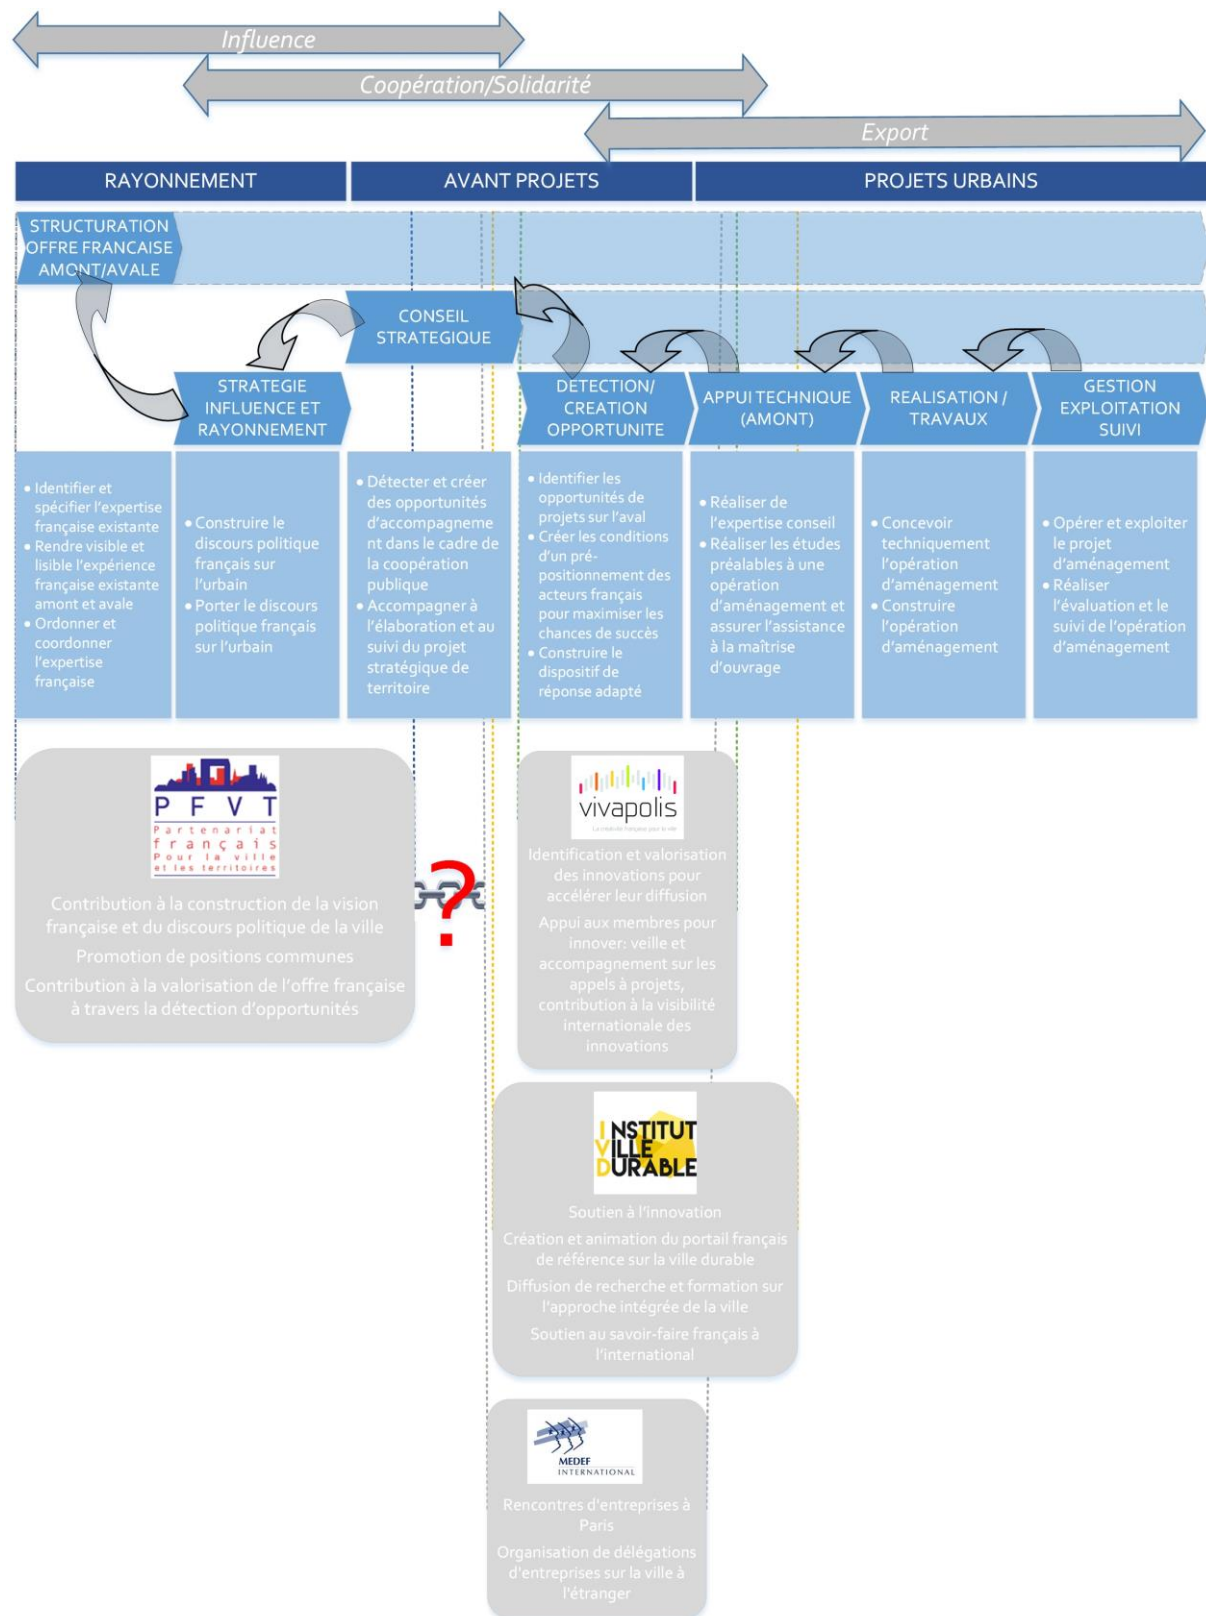 Influence
Coopération/Solidarité
Export
RAYONNEMENT
AVANT PROJETS
PROJETS URBAINS
STRUCTURATION
OFFRE FRANCAISE
AMONT/AVALE
CONSEIL
STRATEGIQUE
STRATEGIE
INFLUENCE ET
RAYONNEMENT
DETECTION/
CREATION
OPPORTUNITE
APPUI TECHNIQUE
(AMONT)
REALISATION /
TRAVAUX
GESTION
EXPLOITATION
SUIVI
• Identifier et
spécifier l'expertise
française existante
• Rendre visible et
lisible l'expérience
française existante
amont et avale
• Ordonner et
coordonner
l'expertise
française
• Construire le
discours politique
français sur
l'urbain
• Porter le discours
politique français
sur l'urbain
• Détecter et créer
des opportunités
d'accompagneme
nt dans le cadre de
la coopération
publique
• Accompagner à
l'élaboration et au
suivi du projet
stratégique de
territoire
• Identifier les
opportunités de
projets sur l'aval
• Créer les conditions
d'un pré-
positionnement des
acteurs français
pour maximiser les
chances de succès
• Construire le
dispositif de
réponse adapté
• Réaliser de
l'expertise conseil
• Réaliser les études
préalables à une
opération
d'aménagement et
assurer l'assistance
à la maîtrise
d'ouvrage
• Concevoir
techniquement
l'opération
d'aménagement
• Construire
l'opération
d'aménagement
• Opérer et exploiter
le projet
d'aménagement
• Réaliser
l'évaluation et le
suivi de l'opération
d'aménagement
PFVT
Partenariat
français
Pour la ville
et les territoires
Contribution à la construction de la vision
française et du discours politique de la ville
Promotion de positions communes
Contribution à la valorisation de l'offre française
à travers la détection d'opportunités
?
vivapolis
La créativité française pour la ville
Identification et valorisation
des innovations pour
accélérer leur diffusion
Appui aux membres pour
innover: veille et
accompagnement sur les
appels à projets,
contribution à la visibilité
internationale des
innovations
INSTITUT
VILLE
DURABLE
Soutien à l'innovation
Création et animation du portail français
de référence sur la ville durable
Diffusion de recherche et formation sur
l'approche intégrée de la ville
Soutien au savoir-faire français à
l'international
MEDEF
INTERNATIONAL
Rencontres d'entreprises à
Paris
Organisation de délégations
d'entreprises sur la ville à
l'étranger